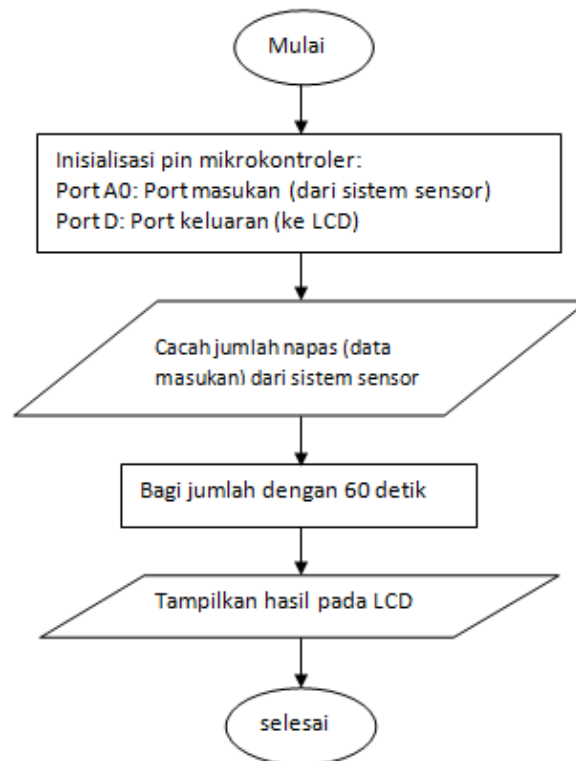 Mulai
Inisialisasi pin mikrokontroler:
Port A0: Port masukan (dari sistem sensor)
Port D: Port keluaran (ke LCD)
Cacah jumlah napas (data
masukan) dari sistem sensor
Bagi jumlah dengan 60 detik
Tampilkan hasil pada LCD
selesai